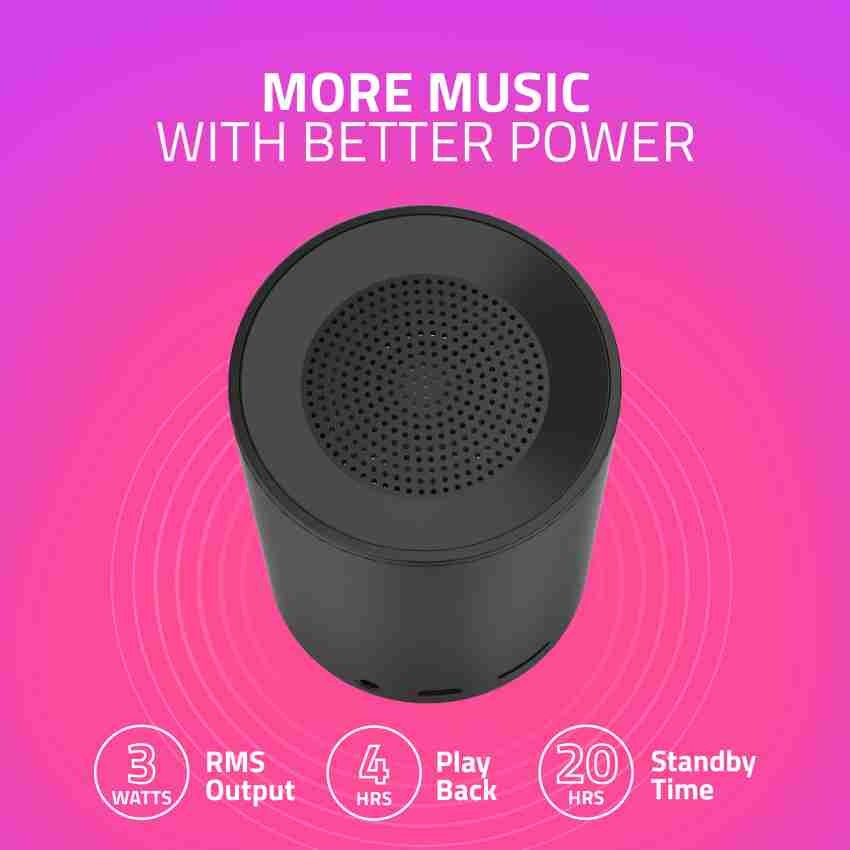 MORE MUSIC
WITH BETTER POWER
3
WATTS
RMS
Output
4
HRS
Play
Back
20
HRS
Standby
Time